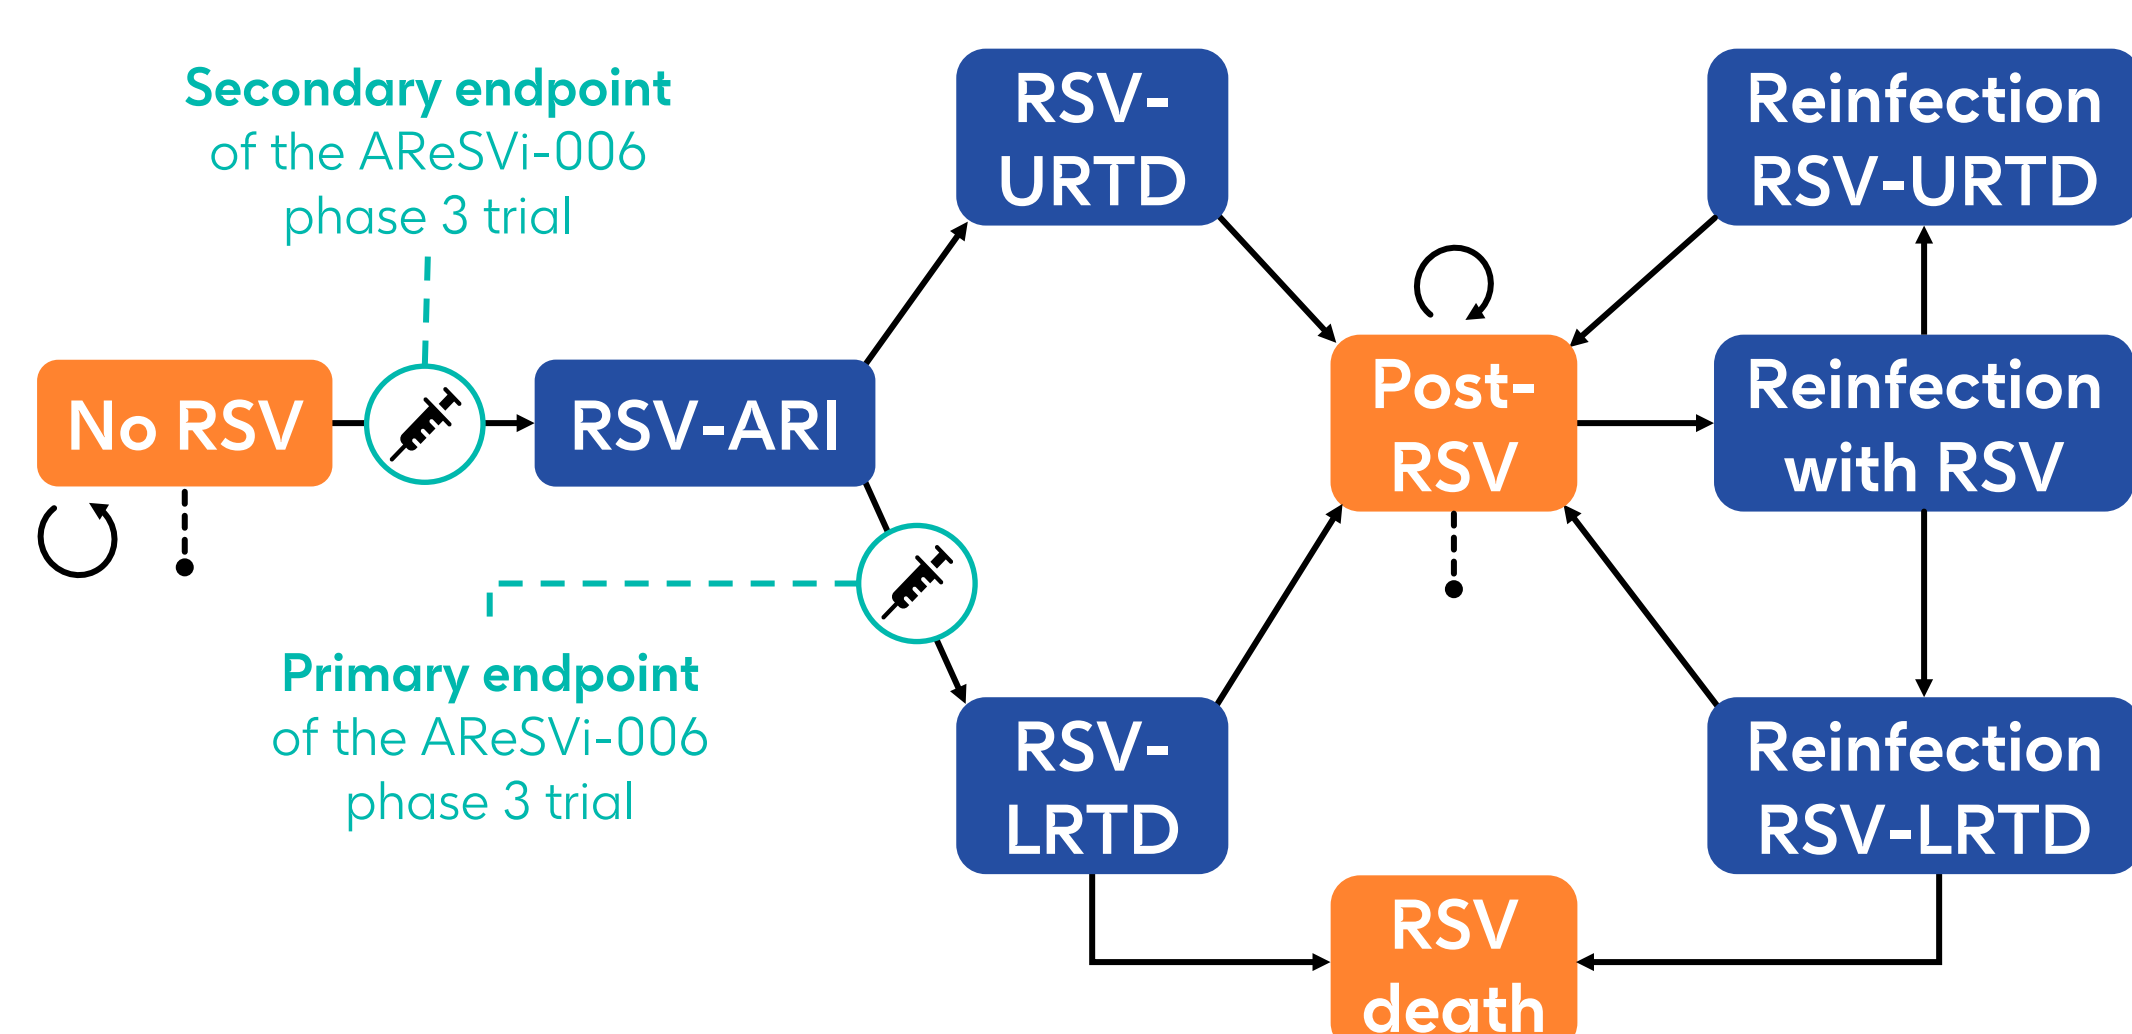 Secondary endpoint
of the AReSVi-006
phase 3 trial
No RSV
RSV-ARI
Primary endpoint
of the AReSVi-006
phase 3 trial
RSV-
URTD
RSV-
LRTD
Post-
RSV
RSV
death
Reinfection
RSV-URTD
Reinfection
with RSV
Reinfection
RSV-LRTD